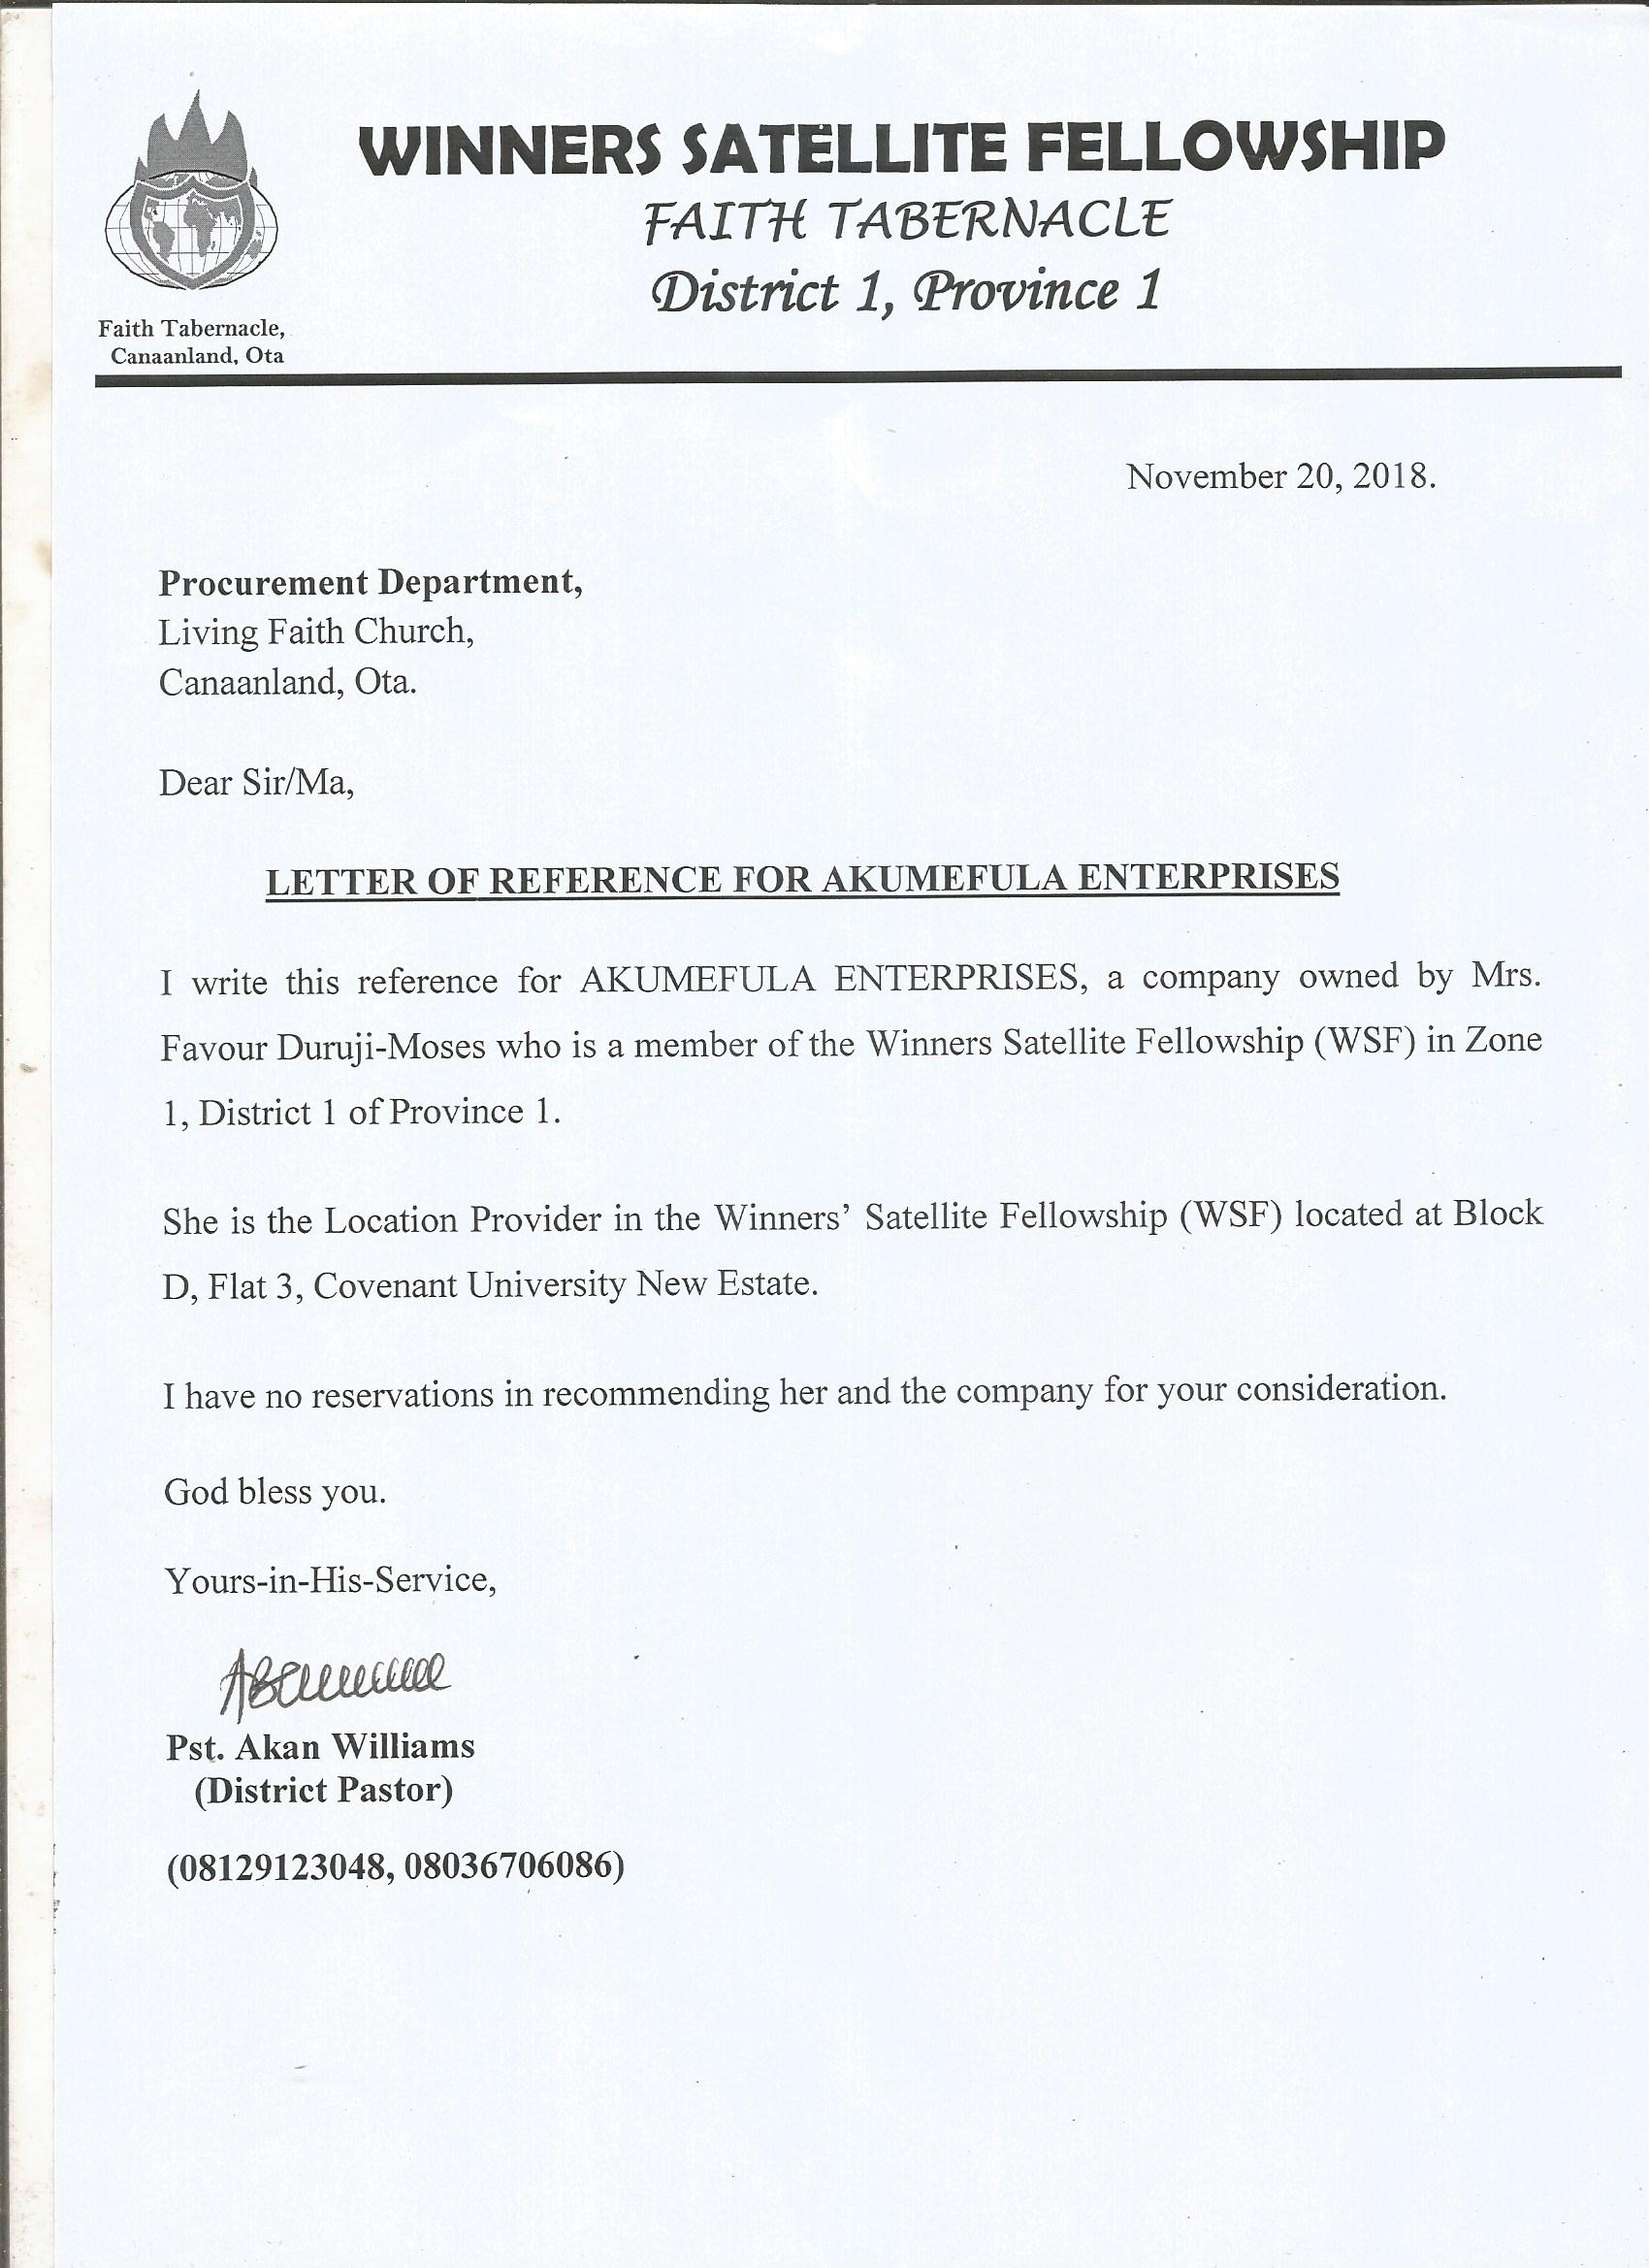 WINNERS SATELLITE FELLOWSHIP
FAITH TABERNACLE
District 1, Province 1
Faith Tabernacle,
Canaanland, Ota
November 20, 2018.
Procurement Department,
Living Faith Church,
Canaanland, Ota.
Dear Sir/Ma,
LETTER OF REFERENCE FOR AKUMEFULA ENTERPRISES
I write this reference for AKUMEFULA ENTERPRISES, a company owned by Mrs.
Favour Duruji-Moses who is a member of the Winners Satellite Fellowship (WSF) in Zone
1, District 1 of Province 1.
She is the Location Provider in the Winners’ Satellite Fellowship (WSF) located at Block
D, Flat 3, Covenant University New Estate.
I have no reservations in recommending her and the company for your consideration.
God bless you.
Yours-in-His-Service,
Pst. Akan Williams
(District Pastor)
(08129123048, 08036706086)